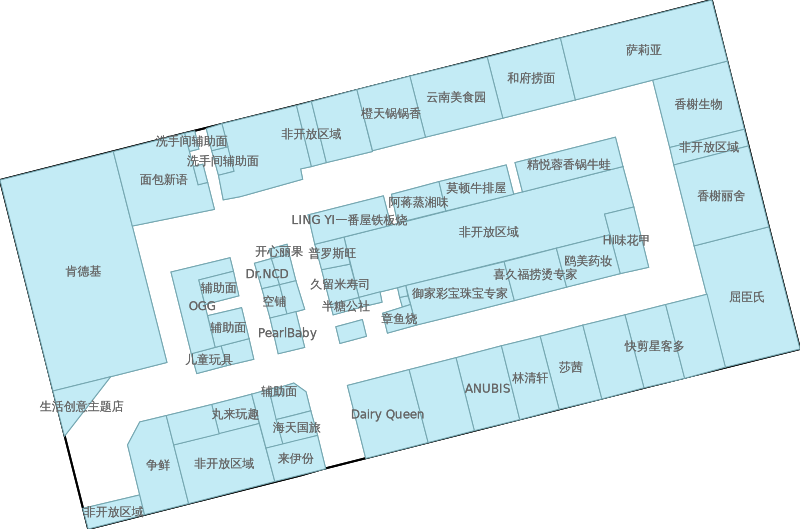 萨莉亚
和府捞面
云南美食园
橙天锅锅香
香榭生物
非开放区域
洗手间辅助面
洗手间辅助面
非开放区域
面包新语
精悦蓉香锅牛蛙
莫顿牛排屋
阿蒋蒸湘味
香榭丽舍
LING YI一番屋铁板烧
非开放区域
Hi味花甲
开心丽果
普罗斯旺
鸥美药妆
肯德基
Dr.NCD
喜久福捞烫专家
辅助面
久留米寿司
御家彩宝珠宝专家
屈臣氏
OGG
空铺
半糖公社
章鱼烧
辅助面
PearlBaby
儿童玩具
快剪星客多
莎茜
林清轩
ANUBIS
辅助面
生活创意主题店
丸来玩趣
Dairy Queen
海天国旅
争鲜
非开放区域
来伊份
非开放区域